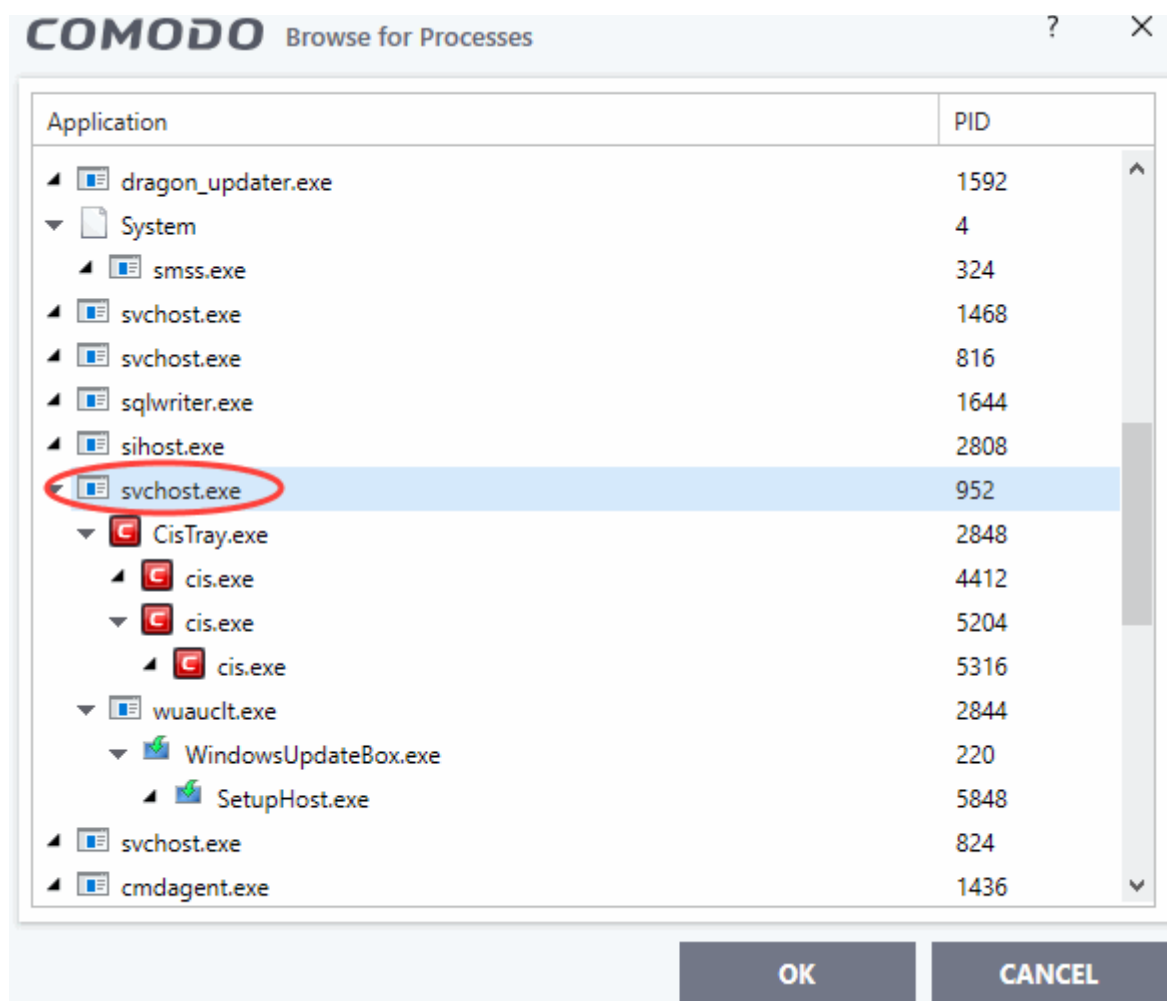 COMODO Browse for Processes ?
Application PID
dragon_updater.exe 1592
System 4
smss.exe 324
svchost.exe 1468
svchost.exe 816
sqlwriter.exe 1644
sihost.exe 2808
svchost.exe 952
CisTray.exe 2848
cis.exe 4412
cis.exe 5204
cis.exe 5316
wuauclt.exe 2844
WindowsUpdateBox.exe 220
SetupHost.exe 5848
svchost.exe 824
cmdagent.exe 1436
OK CANCEL